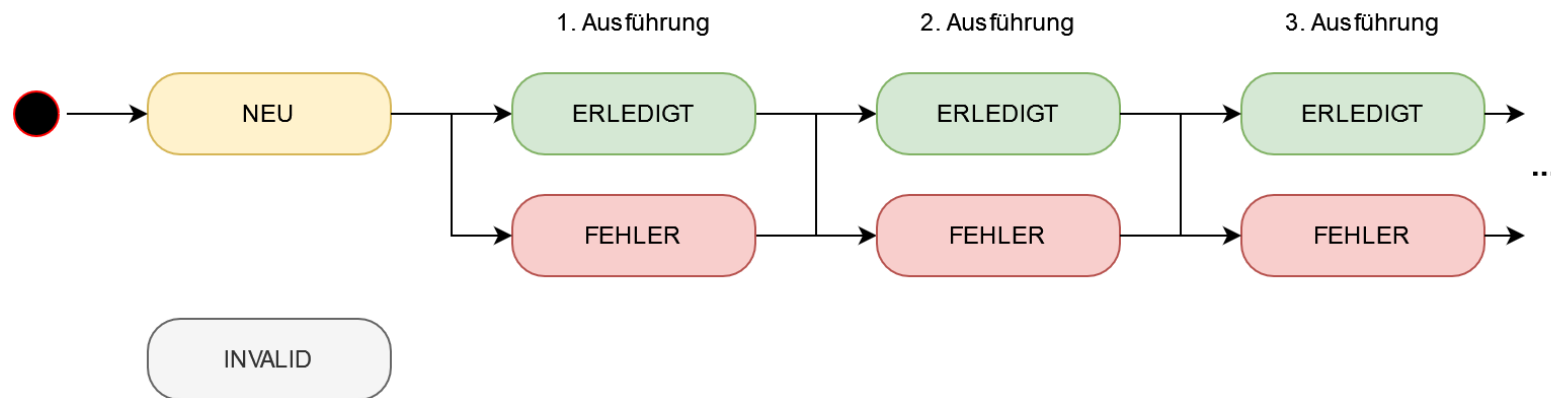 1. Ausführung 2. Ausführung 3. Ausführung
NEU ERLEDIGT ERLEDIGT ERLEDIGT
...
FEHLER FEHLER FEHLER
INVALID